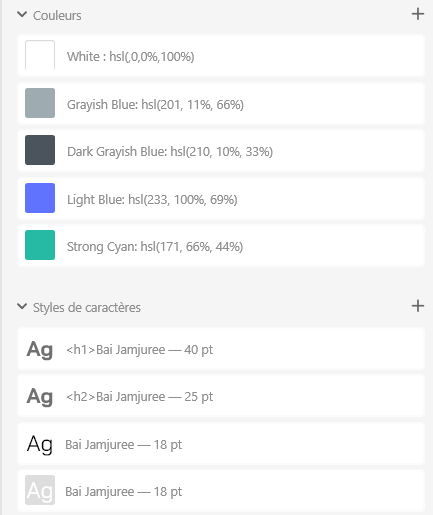 Couleurs
White : hsl(,0,0%,100%)
Grayish Blue: hsl(201, 11%, 66%)
Dark Grayish Blue: hsl(210, 10%, 33%)
Light Blue: hsl(233, 100%, 69%)
Strong Cyan: hsl(171, 66%, 44%)
Styles de caractères
Ag <h1>Bai Jamjuree — 40 pt
Ag <h2>Bai Jamjuree — 25 pt
Ag Bai Jamjuree — 18 pt
Ag Bai Jamjuree — 18 pt